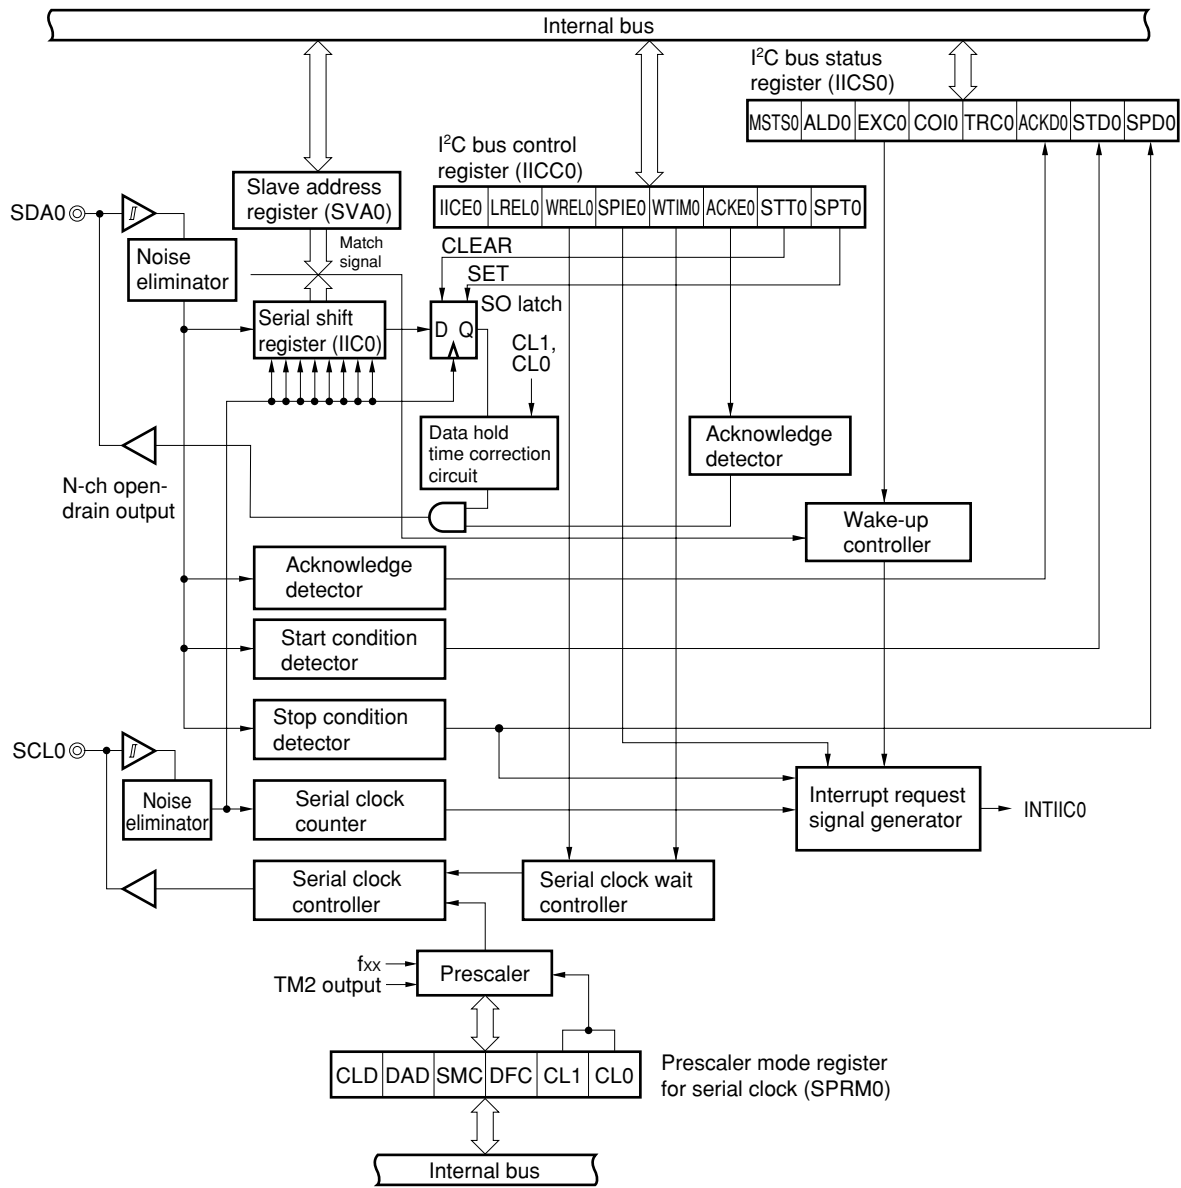 Internal bus
I²C bus status
register (IICS0)
MSTS0 ALD0 EXC0 COI0 TRC0 ACKD0 STD0 SPD0
I²C bus control
register (IICC0)
IICE0 LREL0 WREL0 SPIE0 WTIM0 ACKE0 STT0 SPT0
Slave address
register (SVA0)
SDA0
Noise
eliminator
Match
signal
CLEAR
SET
SO latch
Serial shift
register (IIC0)
D Q
CL1,
CL0
Data hold
time correction
circuit
Acknowledge
detector
N-ch open-
drain output
Wake-up
controller
Acknowledge
detector
Start condition
detector
Stop condition
detector
SCL0
Noise
eliminator
Serial clock
counter
Interrupt request
signal generator
INTIIC0
Serial clock
controller
Serial clock wait
controller
fxx
TM2 output
Prescaler
CLD DAD SMC DFC CL1 CL0
Prescaler mode register
for serial clock (SPRM0)
Internal bus